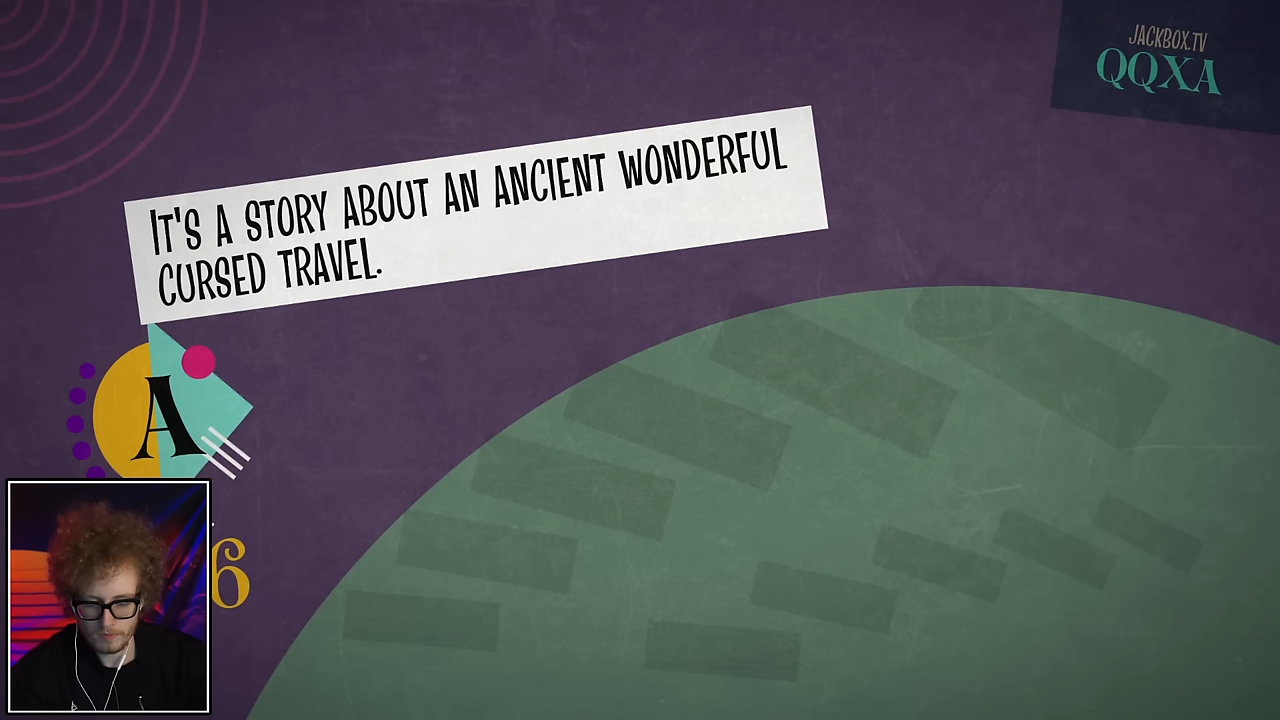 JACKBOX.TV
QQXA
IT'S A STORY ABOUT AN ANCIENT WONDERFUL
CURSED TRAVEL.
A
6